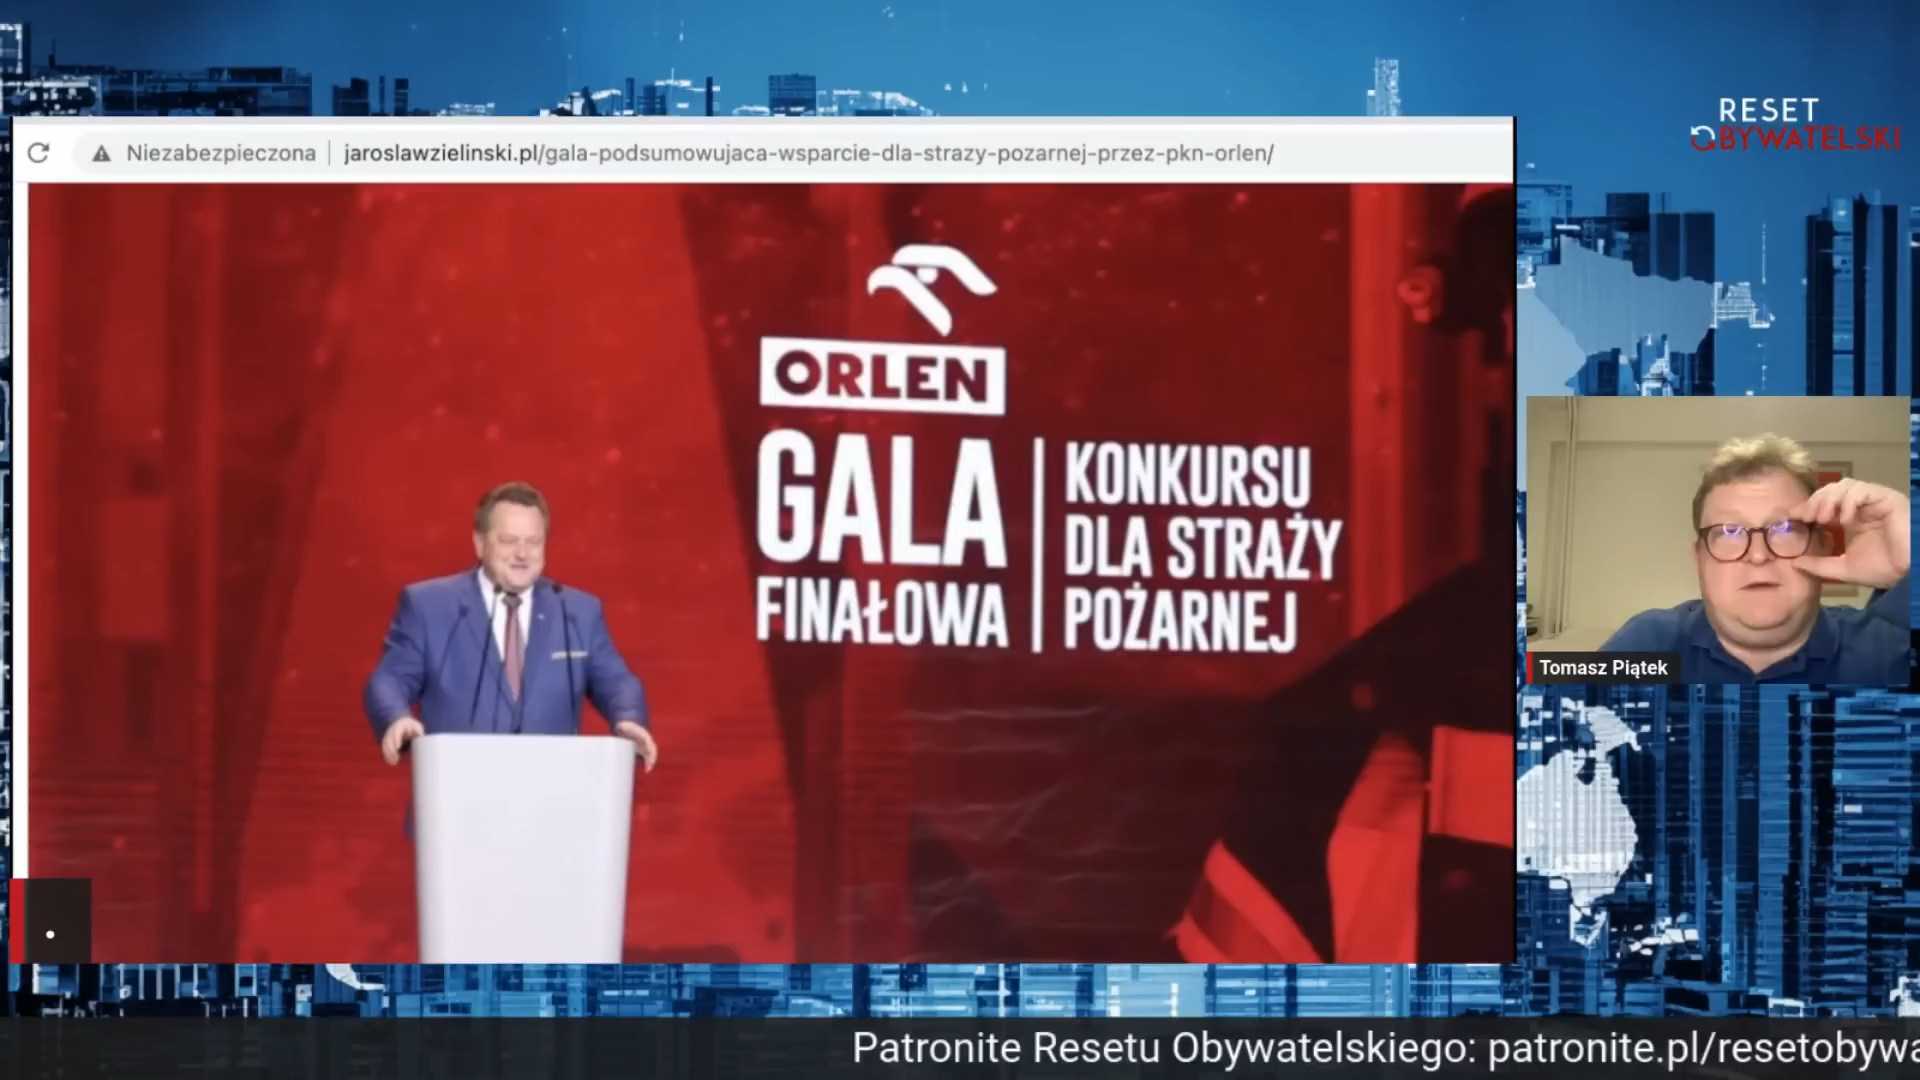 RESET
OBYWATELSKI
Niezabezpieczona
jaroslawzielinski.pl/gala-podsumowujaca-wsparcie-dla-strazy-pozarnej-przez-pkn-orlen/
ORLEN
GALA
FINAŁOWA
KONKURSU
DLA STRAŻY
POŻARNEJ
Tomasz Piątek
Patronite Resetu Obywatelskiego: patronite.pl/resetobywa